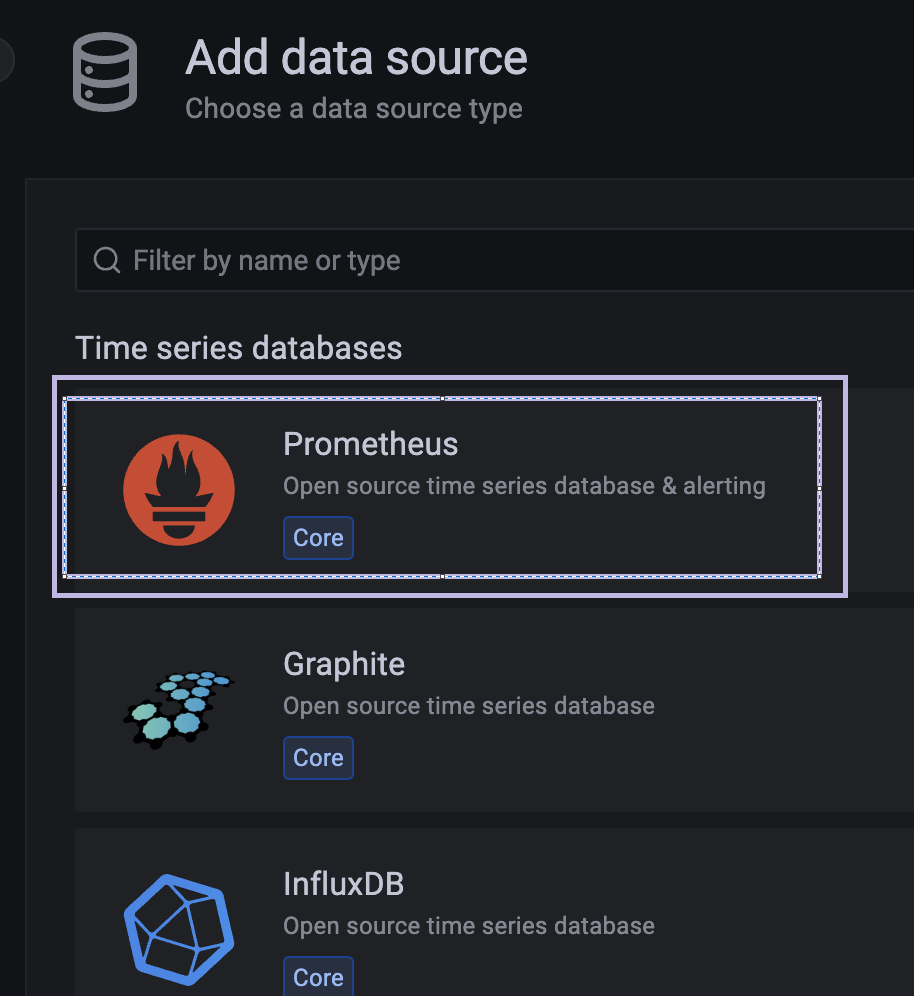 Add data source
Choose a data source type
Filter by name or type
Time series databases
Prometheus
Open source time series database & alerting
Core
Graphite
Open source time series database
Core
InfluxDB
Open source time series database
Core